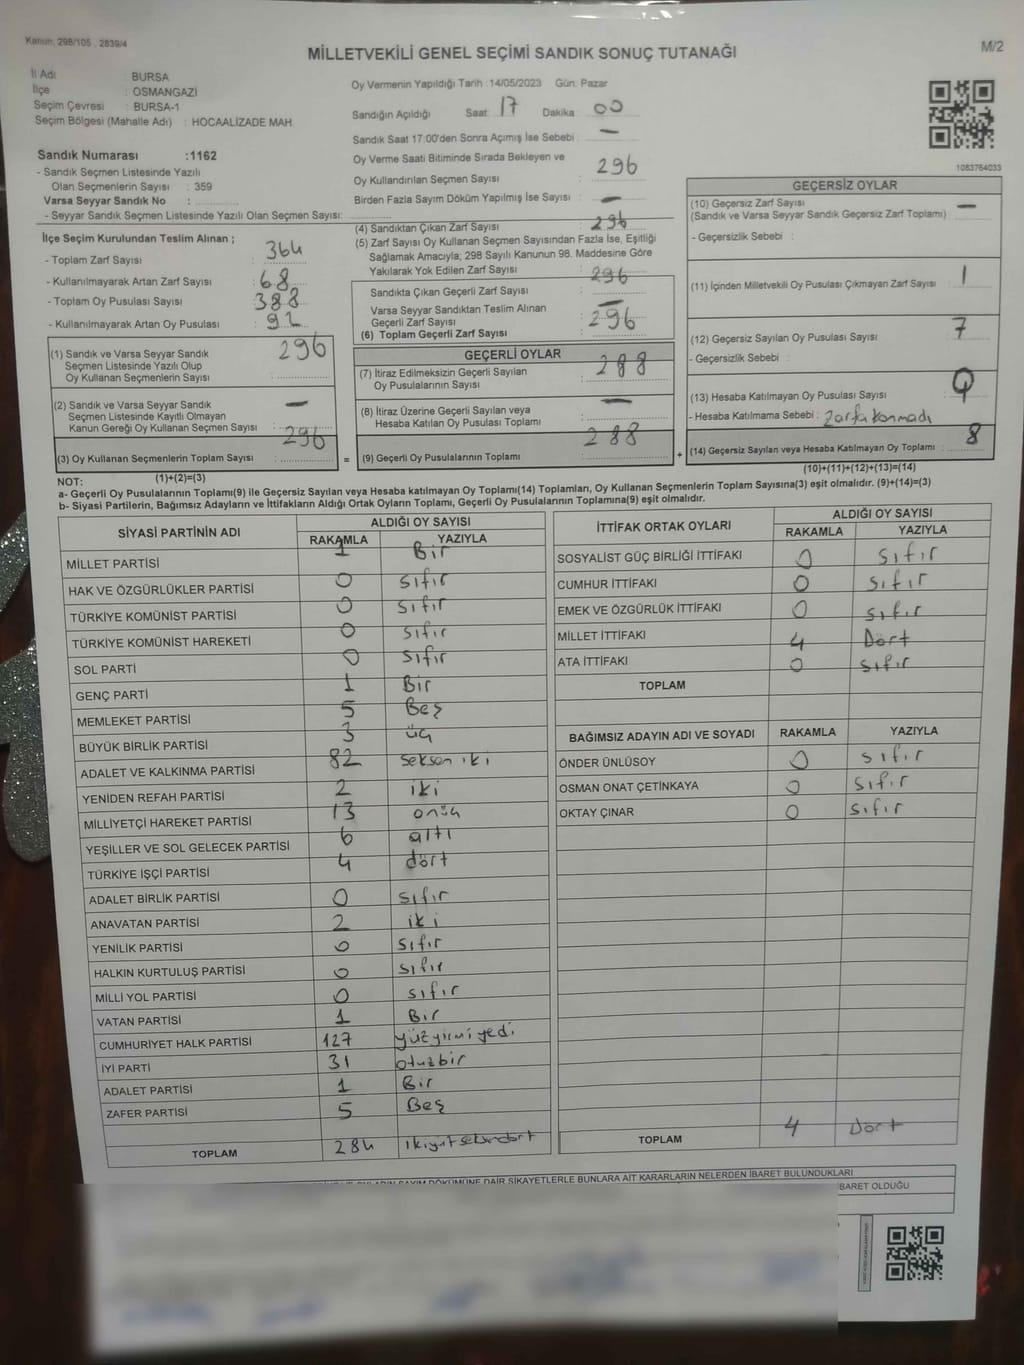 Kanun, 298/105 , 2839/4
MİLLETVEKİLİ GENEL SEÇİMİ SANDIK SONUÇ TUTANAĞI
M/2
İl Adı : BURSA
İlçe : OSMANGAZİ
Seçim Çevresi : BURSA-1
Seçim Bölgesi (Mahalle Adı) : HOCAALİZADE MAH.
Sandık Numarası :1162
- Sandık Seçmen Listesinde Yazılı
Olan Seçmenlerin Sayısı : 359
Varsa Seyyar Sandık No :
- Seyyar Sandık Seçmen Listesinde Yazılı Olan Seçmen Sayısı:
Oy Vermenin Yapıldığı Tarih :14/05/2023 Gün: Pazar
Sandığın Açıldığı Saat 17 Dakika 00
Sandık Saat 17:00'den Sonra Açımış İse Sebebi : —
Oy Verme Saati Bitiminde Sırada Bekleyen ve
Oy Kullandırılan Seçmen Sayısı 296
Birden Fazla Sayım Döküm Yapılmış İse Sayısı : —
(4) Sandıktan Çıkan Zarf Sayısı : 296
(5) Zarf Sayısı Oy Kullanan Seçmen Sayısından Fazla İse, Eşitliği
Sağlamak Amacıyla; 298 Sayılı Kanunun 98. Maddesine Göre
Yakılarak Yok Edilen Zarf Sayısı :
1083764033
İlçe Seçim Kurulundan Teslim Alınan ;
- Toplam Zarf Sayısı : 364
- Kullanılmayarak Artan Zarf Sayısı : 68
- Toplam Oy Pusulası Sayısı : 388
- Kullanılmayarak Artan Oy Pusulası : 92
(1) Sandık ve Varsa Seyyar Sandık
Seçmen Listesinde Yazılı Olup
Oy Kullanan Seçmenlerin Sayısı : 296
(2) Sandık ve Varsa Seyyar Sandık
Seçmen Listesinde Kayıtlı Olmayan
Kanun Gereği Oy Kullanan Seçmen Sayısı : —
(3) Oy Kullanan Seçmenlerin Toplam Sayısı : 296
(1)+(2)=(3)
Sandıkta Çıkan Geçerli Zarf Sayısı : 296
Varsa Seyyar Sandıktan Teslim Alınan
Geçerli Zarf Sayısı : —
(6) Toplam Geçerli Zarf Sayısı : 296
GEÇERLİ OYLAR
(7) İtiraz Edilmeksizin Geçerli Sayılan
Oy Pusulalarının Sayısı : 288
(8) İtiraz Üzerine Geçerli Sayılan veya
Hesaba Katılan Oy Pusulası Toplamı : —
= (9) Geçerli Oy Pusulalarının Toplamı : 288
GEÇERSİZ OYLAR
(10) Geçersiz Zarf Sayısı : —
(Sandık ve Varsa Seyyar Sandık Geçersiz Zarf Toplamı)
- Geçersizlik Sebebi :
(11) İçinden Milletvekili Oy Pusulası Çıkmayan Zarf Sayısı : 1
(12) Geçersiz Sayılan Oy Pusulası Sayısı : 7
- Geçersizlik Sebebi :
(13) Hesaba Katılmayan Oy Pusulası Sayısı :
- Hesaba Katılmama Sebebi : Zarfa konmadı
+ (14) Geçersiz Sayılan veya Hesaba Katılmayan Oy Toplamı : 8
(10)+(11)+(12)+(13)=(14)
NOT:
a- Geçerli Oy Pusulalarının Toplamı(9) ile Geçersiz Sayılan veya Hesaba katılmayan Oy Toplamı(14) Toplamları, Oy Kullanan Seçmenlerin Toplam Sayısına(3) eşit olmalıdır. (9)+(14)=(3)
b- Siyasi Partilerin, Bağımsız Adayların ve İttifakların Aldığı Ortak Oyların Toplamı, Geçerli Oy Pusulalarının Toplamına(9) eşit olmalıdır.
SİYASİ PARTİNİN ADI ALDIĞI OY SAYISI
RAKAMLA YAZIYLA
MİLLET PARTİSİ 1 Bir
HAK VE ÖZGÜRLÜKLER PARTİSİ 0 sıfır
TÜRKİYE KOMÜNİST PARTİSİ 0 sıfır
TÜRKİYE KOMÜNİST HAREKETİ 0 sıfır
SOL PARTİ 0 sıfır
GENÇ PARTİ 1 Bir
MEMLEKET PARTİSİ 5 Beş
BÜYÜK BİRLİK PARTİSİ 3 üç
ADALET VE KALKINMA PARTİSİ 82 seksen iki
YENİDEN REFAH PARTİSİ 2 iki
MİLLİYETÇİ HAREKET PARTİSİ 13 onüç
YEŞİLLER VE SOL GELECEK PARTİSİ 6 altı
TÜRKİYE İŞÇİ PARTİSİ 4 dört
ADALET BİRLİK PARTİSİ 0 sıfır
ANAVATAN PARTİSİ 2 iki
YENİLİK PARTİSİ 0 sıfır
HALKIN KURTULUŞ PARTİSİ 0 sıfır
MİLLİ YOL PARTİSİ 0 sıfır
VATAN PARTİSİ 1 Bir
CUMHURİYET HALK PARTİSİ 127 yüzyirmiyedi
İYİ PARTİ 31 otuzbir
ADALET PARTİSİ 1 Bir
ZAFER PARTİSİ 5 Beş
TOPLAM 284
İTTİFAK ORTAK OYLARI ALDIĞI OY SAYISI
RAKAMLA YAZIYLA
SOSYALİST GÜÇ BİRLİĞİ İTTİFAKI 0 sıfır
CUMHUR İTTİFAKI 0 sıfır
EMEK VE ÖZGÜRLÜK İTTİFAKI 0 sıfır
MİLLET İTTİFAKI 4 Dört
ATA İTTİFAKI 0 sıfır
TOPLAM
BAĞIMSIZ ADAYIN ADI VE SOYADI RAKAMLA YAZIYLA
ÖNDER ÜNLÜSOY 0 sıfır
OSMAN ONAT ÇETİNKAYA 0 sıfır
OKTAY ÇINAR 0 sıfır
TOPLAM 4 Dört
DÖKÜMÜNE DAİR ŞİKAYETLERLE BUNLARA AİT KARARLARIN NELERDEN İBARET BULUNDUKLARI
İBARET OLDUĞU